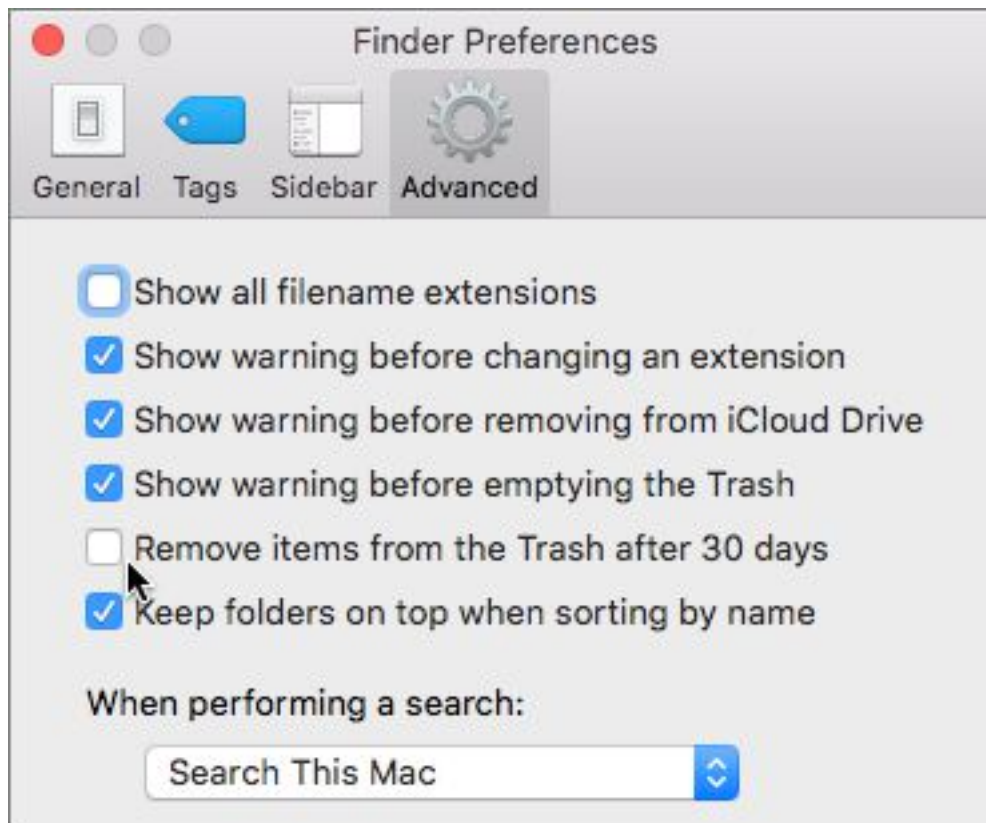 Finder Preferences
General Tags Sidebar Advanced
Show all filename extensions
Show warning before changing an extension
Show warning before removing from iCloud Drive
Show warning before emptying the Trash
Remove items from the Trash after 30 days
Keep folders on top when sorting by name
When performing a search:
Search This Mac